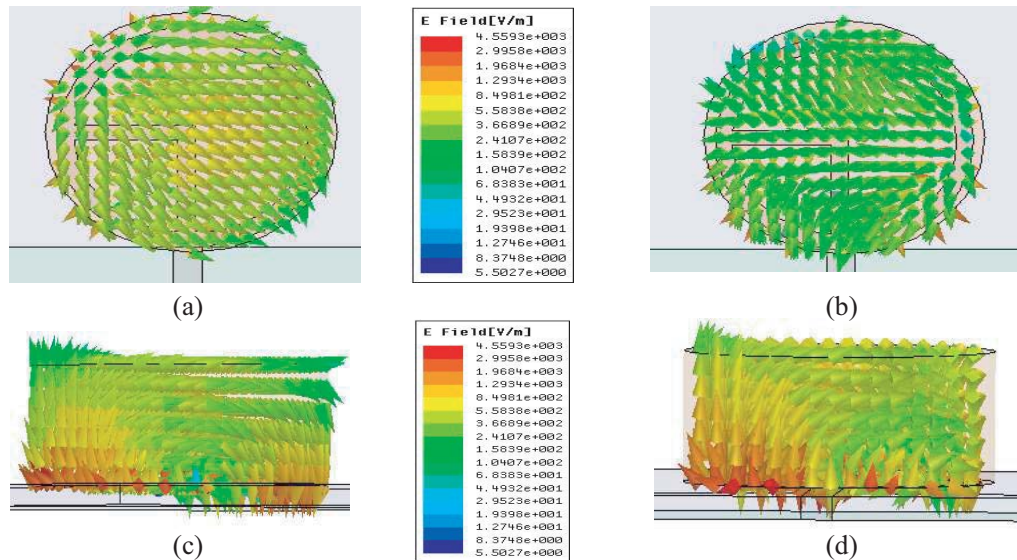 E Field[V/m]
4.5593e+003
2.9958e+003
1.9684e+003
1.2934e+003
8.4981e+002
5.5838e+002
3.6689e+002
2.4107e+002
1.5839e+002
1.0407e+002
6.8383e+001
4.4932e+001
2.9523e+001
1.9398e+001
1.2746e+001
8.3748e+000
5.5027e+000
(a)
(b)
E Field[V/m]
4.5593e+003
2.9958e+003
1.9684e+003
1.2934e+003
8.4981e+002
5.5838e+002
3.6689e+002
2.4107e+002
1.5839e+002
1.0407e+002
6.8383e+001
4.4932e+001
2.9523e+001
1.9398e+001
1.2746e+001
8.3748e+000
5.5027e+000
(c)
(d)